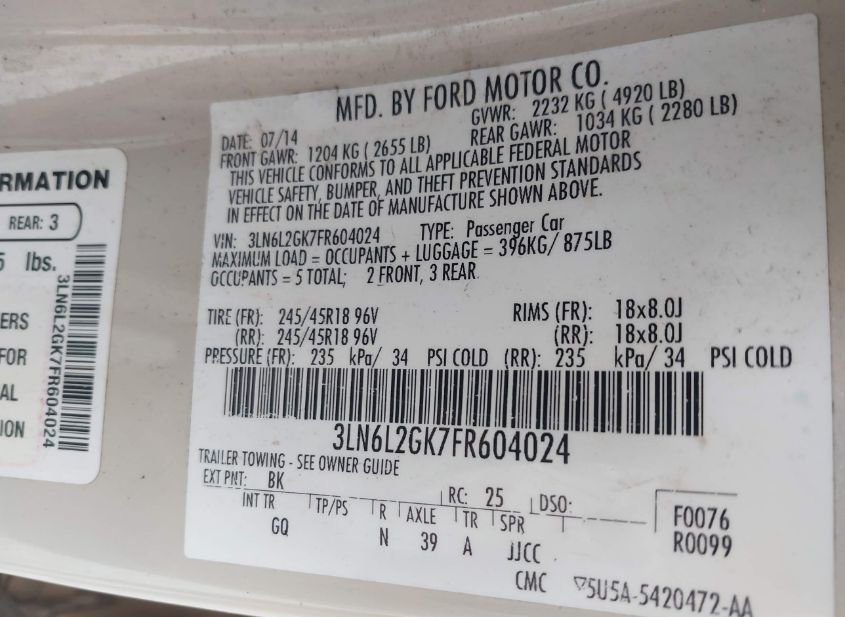 RMATION
REAR: 3
5 lbs.
ERS
FOR
AL
ION
3LN6L2GK7FR604024
MFD. BY FORD MOTOR CO.
DATE: 07/14 GVWR: 2232 KG ( 4920 LB)
FRONT GAWR: 1204 KG ( 2655 LB) REAR GAWR: 1034 KG ( 2280 LB)
THIS VEHICLE CONFORMS TO ALL APPLICABLE FEDERAL MOTOR
VEHICLE SAFETY, BUMPER, AND THEFT PREVENTION STANDARDS
IN EFFECT ON THE DATE OF MANUFACTURE SHOWN ABOVE.
VIN: 3LN6L2GK7FR604024 TYPE: Passenger Car
MAXIMUM LOAD = OCCUPANTS + LUGGAGE = 396KG/ 875LB
OCCUPANTS = 5 TOTAL; 2 FRONT, 3 REAR
TIRE (FR): 245/45R18 96V RIMS (FR): 18x8.0J
(RR): 245/45R18 96V (RR): 18x8.0J
PRESSURE (FR): 235 kPa/ 34 PSI COLD (RR): 235 kPa/ 34 PSI COLD
3LN6L2GK7FR604024
TRAILER TOWING - SEE OWNER GUIDE
EXT PNT: BK RC: 25 DSO:
INT TR TP/PS R AXLE TR SPR F0076
GQ N 39 A JJCC R0099
CMC ▽5U5A-5420472-AA